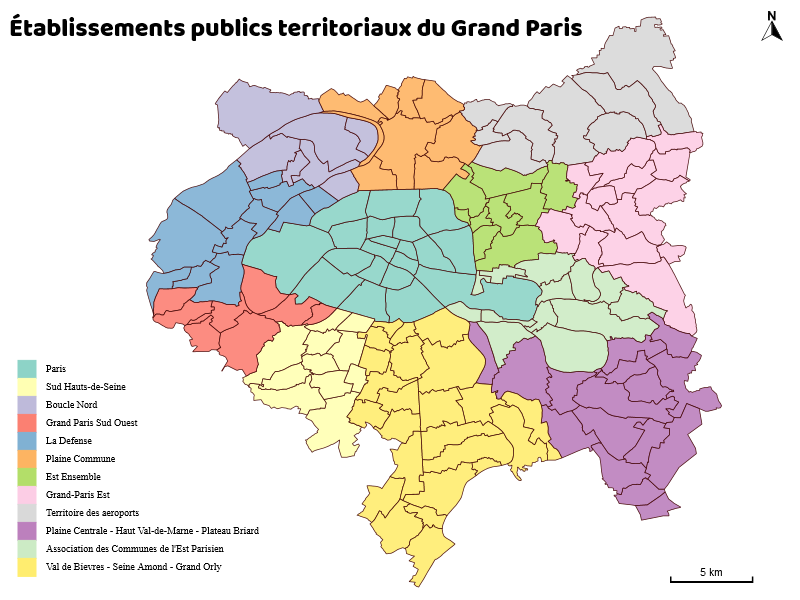 Établissements publics territoriaux du Grand Paris
N
Paris
Sud Hauts-de-Seine
Boucle Nord
Grand Paris Sud Ouest
La Defense
Plaine Commune
Est Ensemble
Grand-Paris Est
Territoire des aeroports
Plaine Centrale - Haut Val-de-Marne - Plateau Briard
Association des Communes de l'Est Parisien
Val de Bievres - Seine Amond - Grand Orly
5 km